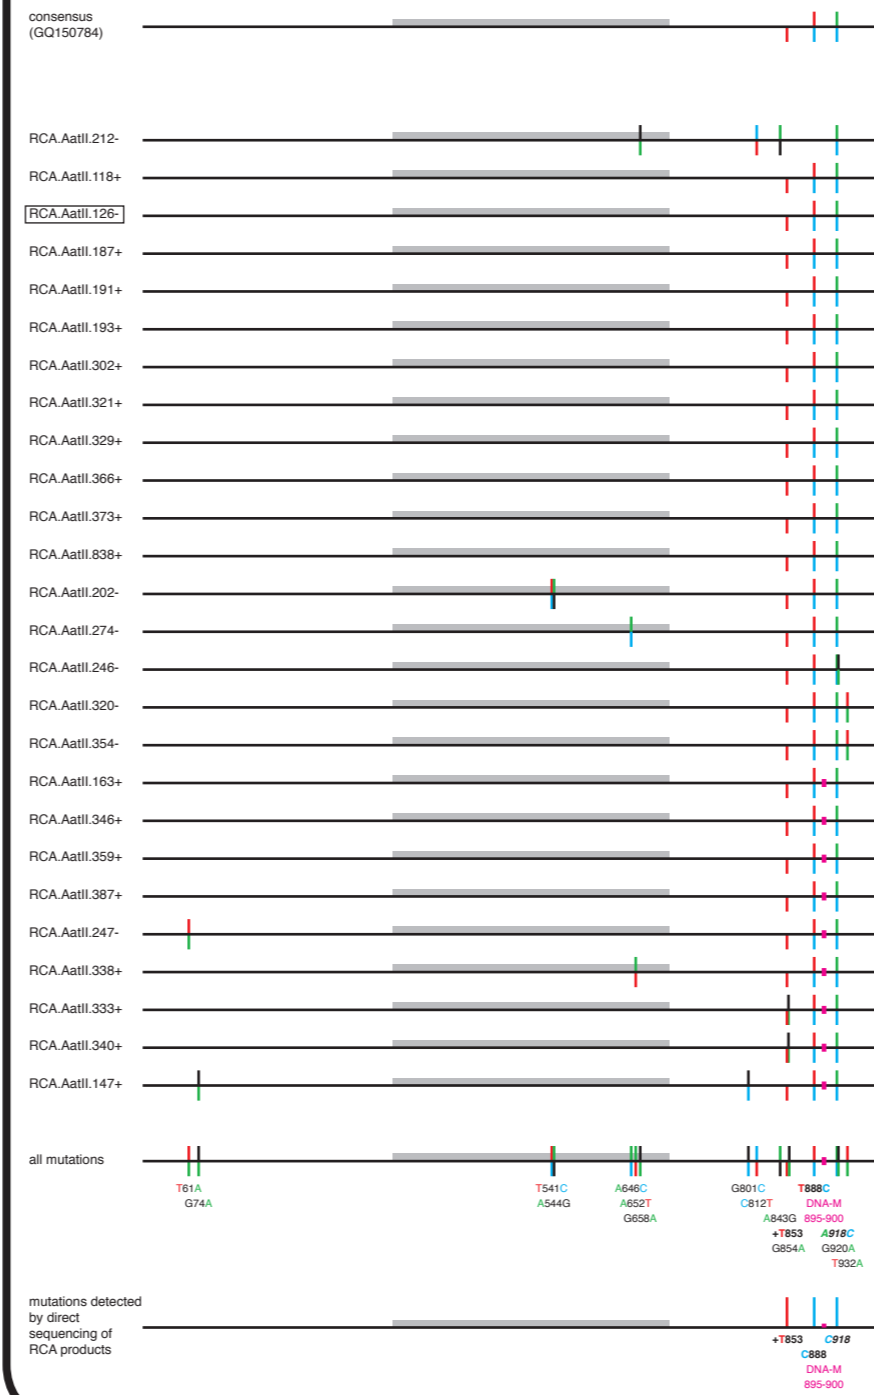 consensus
(GQ150784)
RCA.AatII.212-
RCA.AatII.118+
RCA.AatII.126-
RCA.AatII.187+
RCA.AatII.191+
RCA.AatII.193+
RCA.AatII.302+
RCA.AatII.321+
RCA.AatII.329+
RCA.AatII.366+
RCA.AatII.373+
RCA.AatII.838+
RCA.AatII.202-
RCA.AatII.274-
RCA.AatII.246-
RCA.AatII.320-
RCA.AatII.354-
RCA.AatII.163+
RCA.AatII.346+
RCA.AatII.359+
RCA.AatII.387+
RCA.AatII.247-
RCA.AatII.338+
RCA.AatII.333+
RCA.AatII.340+
RCA.AatII.147+
all mutations
T61A T541C A646C G801C T888C
G74A A544G A652T C812T DNA-M
G658A A843G 895-900
+T853 A918C
G854A G920A
T932A
mutations detected
by direct
sequencing of
RCA products
+T853 C918
C888
DNA-M
895-900